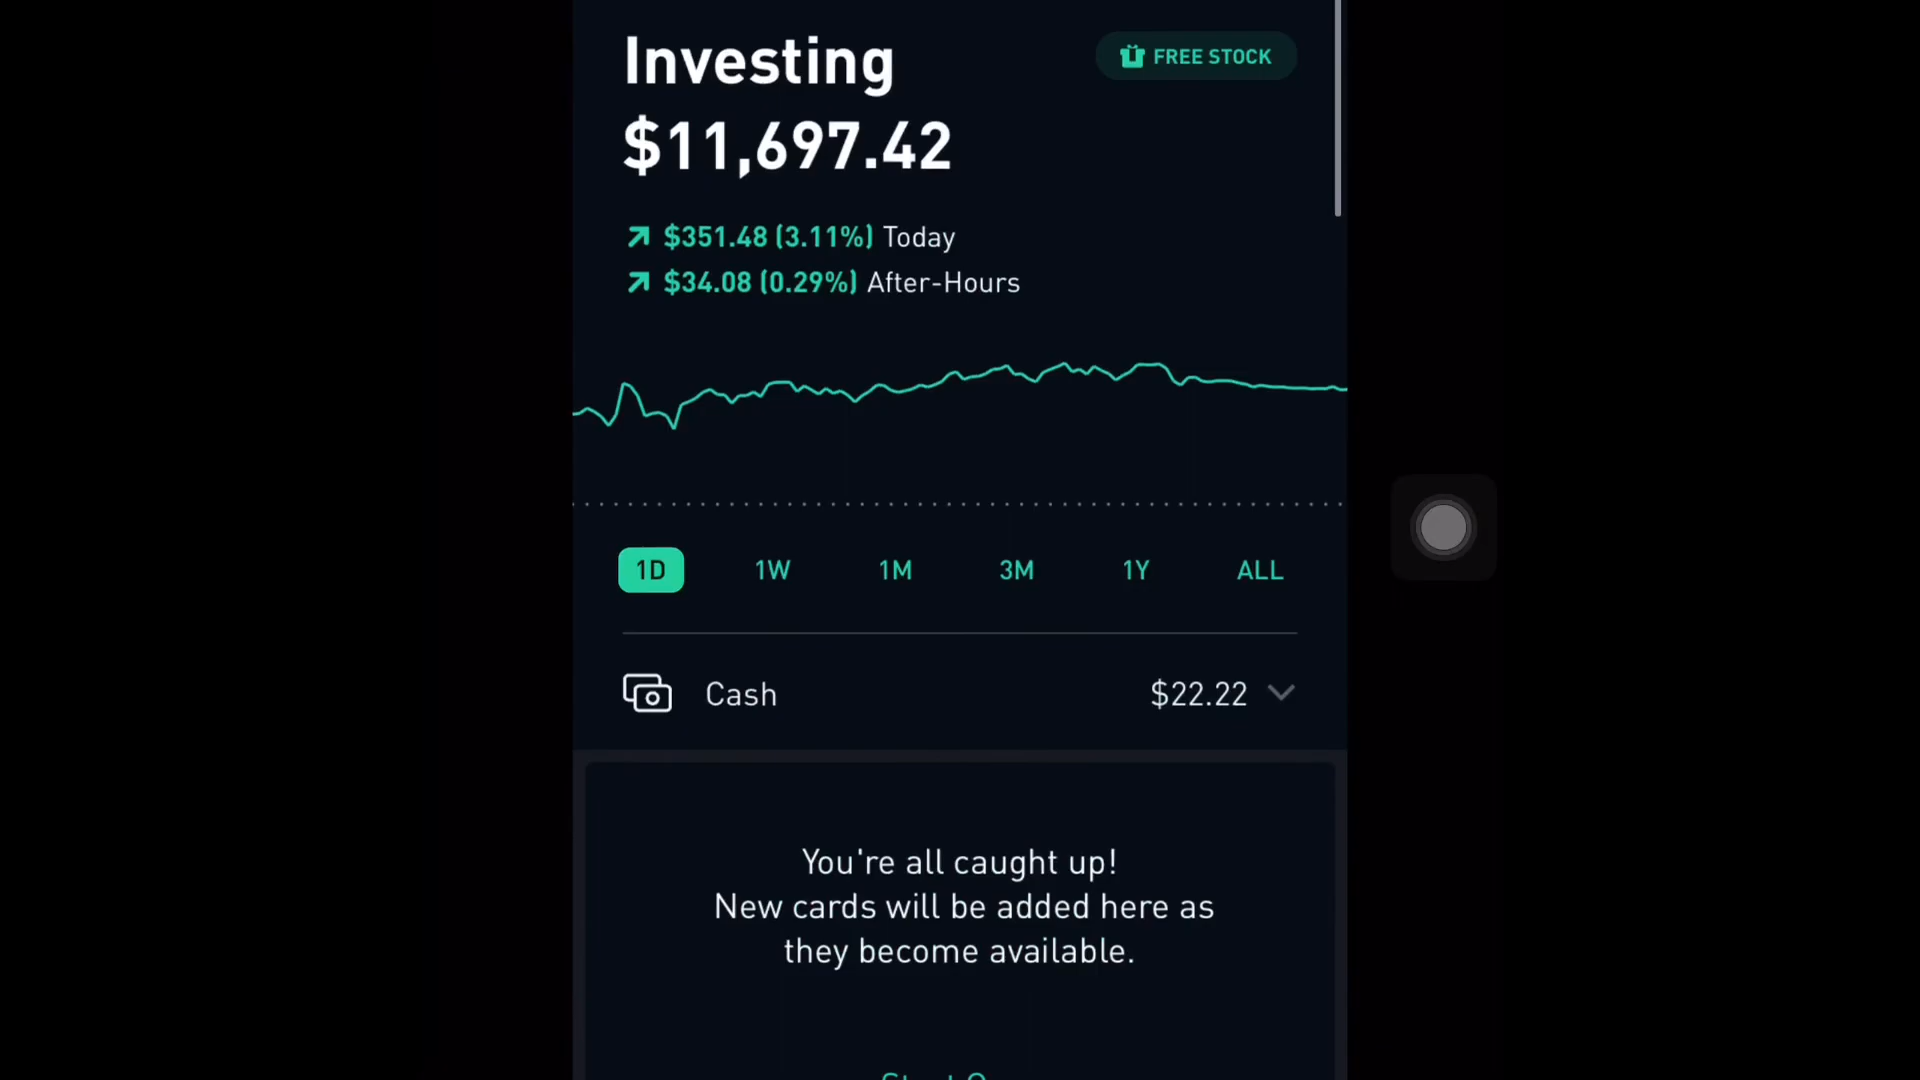 Investing
FREE STOCK
$11,697.42
$351.48 (3.11%) Today
$34.08 (0.29%) After-Hours
1D 1W 1M 3M 1Y ALL
Cash $22.22
You're all caught up!
New cards will be added here as
they become available.